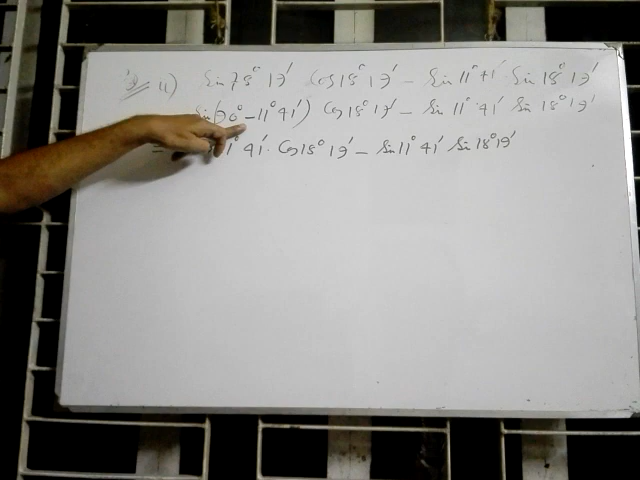 ii) Sin 78° 19′ Cos 18° 19′ – Sin 11° 41′ Sin 18° 19′
Sin(90° – 11° 41′) Cos 18° 19′ – Sin 11° 41′ Sin 18° 19′
= 41′. Cos 18° 19′ – Sin 11° 41′ Sin 18° 19′